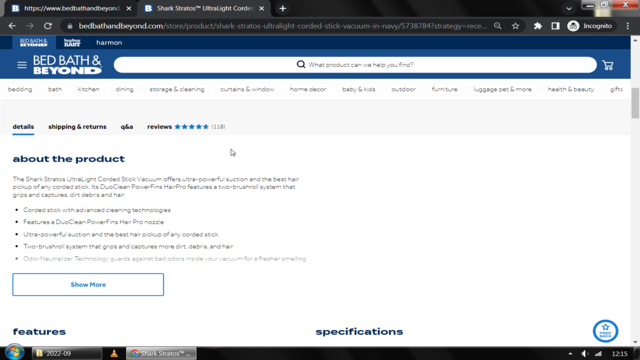 https://www.bedbathandbeyond.
Shark Stratos™ UltraLight Corde
bedbathandbeyond.com/store/product/shark-stratos-ultralight-corded-stick-vacuum-in-navy/5738784?strategy=rece...
Incognito
BED BATH & BEYOND
buybuy BABY
harmon
BED BATH &
BEYOND
What product can we help you find?
bedding bath kitchen dining storage & cleaning curtains & window home decor baby & kids outdoor furniture luggage pet & more health & beauty gifts
details shipping & returns q&a reviews (118)
about the product
The Shark Stratos UltraLight Corded Stick Vacuum offers ultra-powerful suction and the best hair
pickup of any corded stick. Its DuoClean PowerFins HairPro features a two-brushroll system that
grips and captures, dirt debris and hair.
• Corded stick with advanced cleaning technologies
• Features a DuoClean PowerFins Hair Pro nozzle
• Ultra-powerful suction and the best hair pickup of any corded stick
• Two-brushroll system that grips and captures more dirt, debris, and hair
• Odor Neutralizer Technology guards against bad odors inside your vacuum for a fresher smelling
Show More
FEED
BACK
features specifications
2022-09
Shark Stratos™ ...
12:15